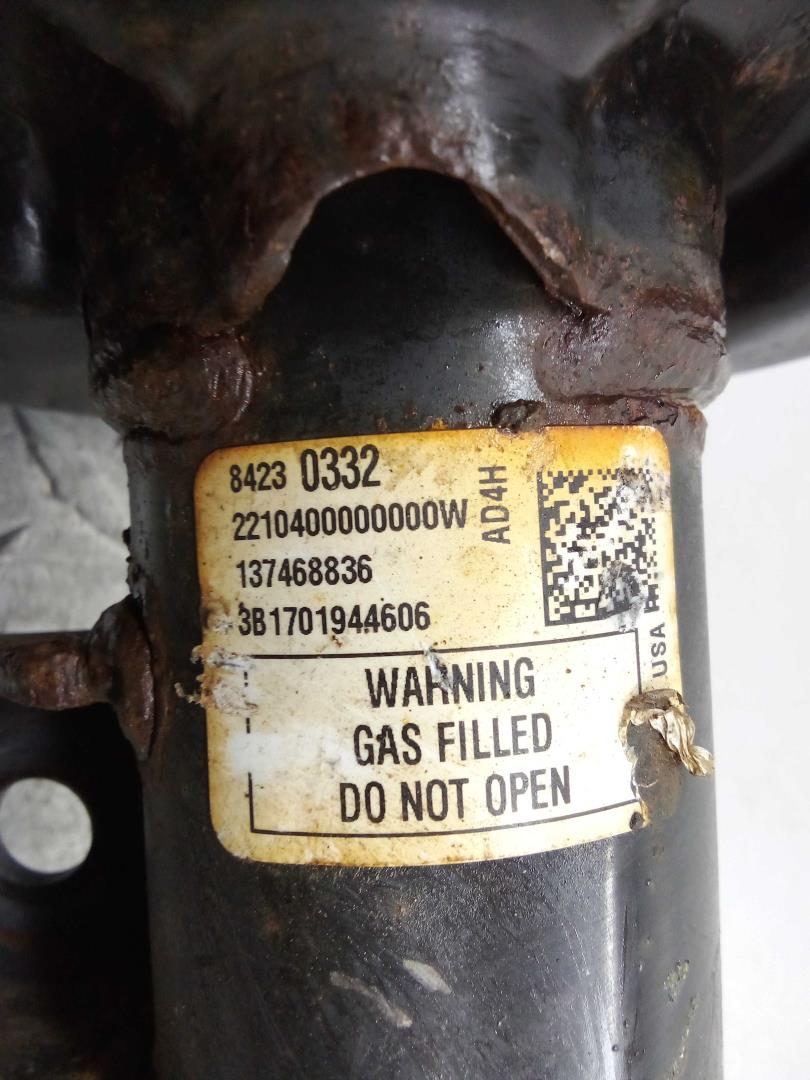 8423 0332
2210400000000W
AD4H
137468836
3B1701944606
USA
WARNING
GAS FILLED
DO NOT OPEN